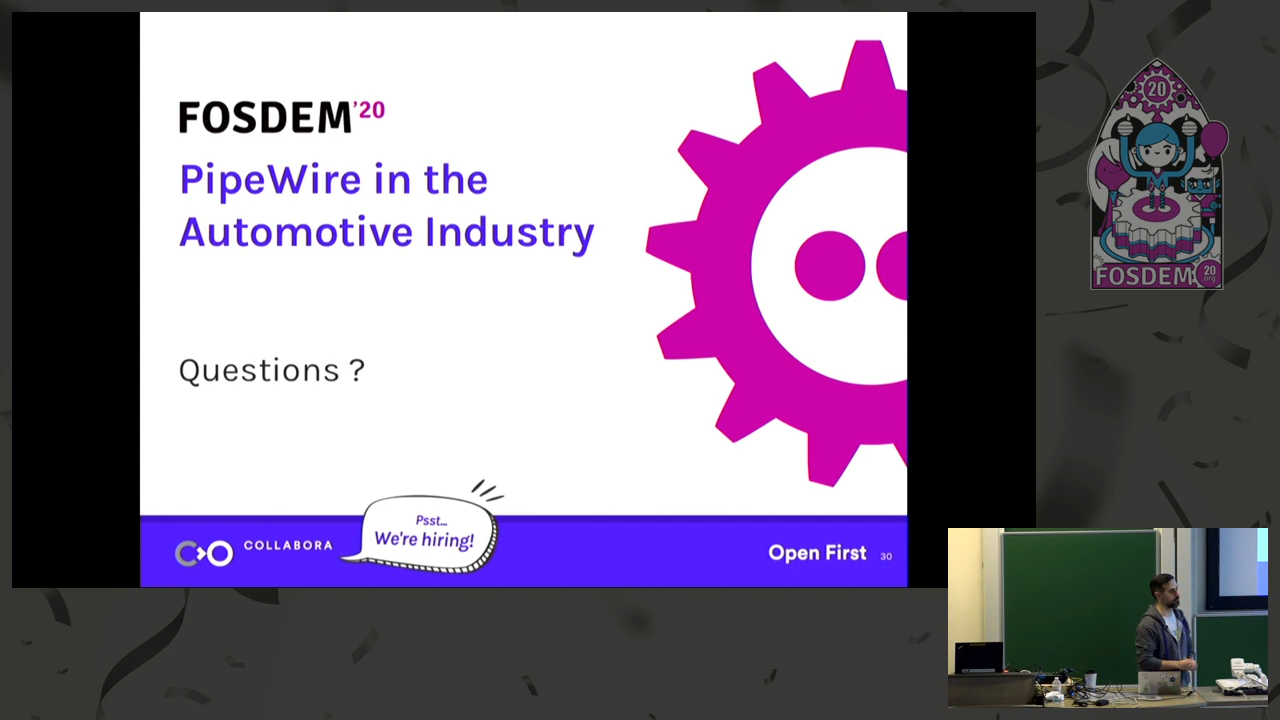 FOSDEM'20
PipeWire in the
Automotive Industry
Questions ?
COLLABORA
Psst...
We're hiring!
Open First
30
20
FOSDEM
20
org